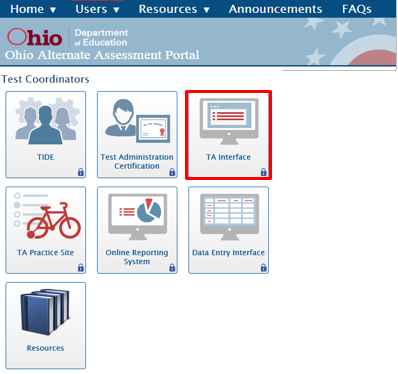 Home Users Resources Announcements FAQs
Ohio Department
of Education
Ohio Alternate Assessment Portal
Test Coordinators
TIDE
Test Administration
Certification
TA Interface
TA Practice Site
Online Reporting
System
Data Entry Interface
Resources